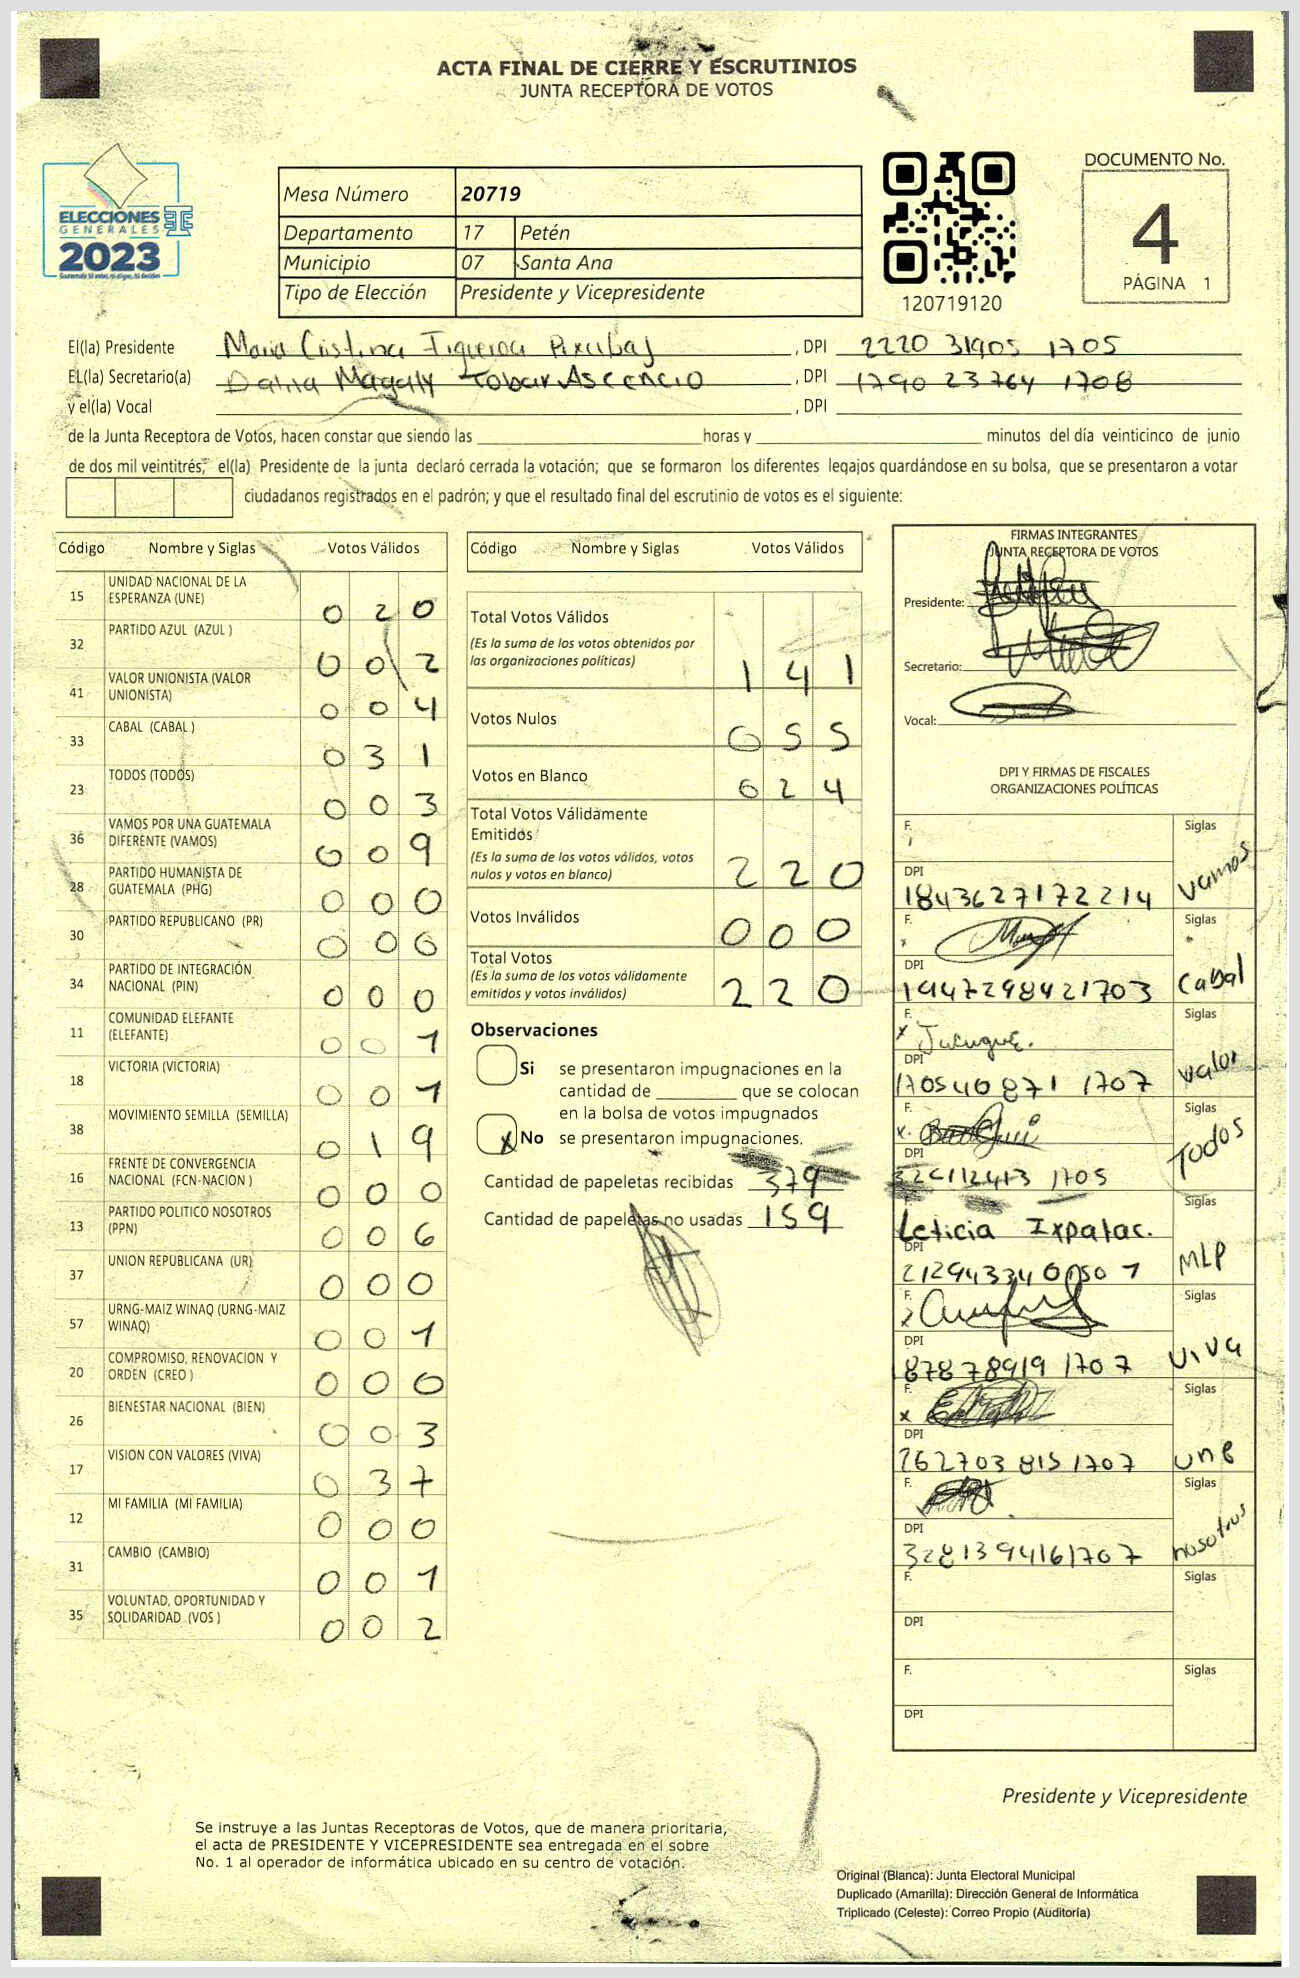 ACTA FINAL DE CIERRE Y ESCRUTINIOS
JUNTA RECEPTORA DE VOTOS
ELECCIONES
GENERALES
2023
Mesa Número 20719
Departamento 17 Petén
Municipio 07 Santa Ana
Tipo de Elección Presidente y Vicepresidente
120719120
DOCUMENTO No.
4
PÁGINA 1
El(la) Presidente Maria Cristina Figueroa Pixabaj , DPI 2220 31905 1705
EL(la) Secretario(a) Magally Tobar Ascencio , DPI 1790 23764 1708
y el(la) Vocal , DPI
de la Junta Receptora de Votos, hacen constar que siendo las horas y minutos del día veinticinco de junio
de dos mil veintitrés, el(la) Presidente de la junta declaró cerrada la votación; que se formaron los diferentes legajos guardándose en su bolsa, que se presentaron a votar
ciudadanos registrados en el padrón; y que el resultado final del escrutinio de votos es el siguiente:
Código Nombre y Siglas Votos Válidos
15 UNIDAD NACIONAL DE LA ESPERANZA (UNE) 0 2 0
32 PARTIDO AZUL (AZUL ) 0 0 2
41 VALOR UNIONISTA (VALOR UNIONISTA) 0 0 4
33 CABAL (CABAL ) 0 3 1
23 TODOS (TODOS) 0 0 3
36 VAMOS POR UNA GUATEMALA DIFERENTE (VAMOS) 0 0 9
28 PARTIDO HUMANISTA DE GUATEMALA (PHG) 0 0 0
30 PARTIDO REPUBLICANO (PR) 0 0 6
34 PARTIDO DE INTEGRACIÓN NACIONAL (PIN) 0 0 0
11 COMUNIDAD ELEFANTE (ELEFANTE) 0 0 1
18 VICTORIA (VICTORIA) 0 0 1
38 MOVIMIENTO SEMILLA (SEMILLA) 0 1 9
16 FRENTE DE CONVERGENCIA NACIONAL (FCN-NACION ) 0 0 0
13 PARTIDO POLITICO NOSOTROS (PPN) 0 0 6
37 UNION REPUBLICANA (UR) 0 0 0
57 URNG-MAIZ WINAQ (URNG-MAIZ WINAQ) 0 0 1
20 COMPROMISO, RENOVACION Y ORDEN (CREO ) 0 0 0
26 BIENESTAR NACIONAL (BIEN) 0 0 3
17 VISION CON VALORES (VIVA) 0 3 7
12 MI FAMILIA (MI FAMILIA) 0 0 0
31 CAMBIO (CAMBIO) 0 0 1
35 VOLUNTAD, OPORTUNIDAD Y SOLIDARIDAD (VOS ) 0 0 2
Código Nombre y Siglas Votos Válidos
Total Votos Válidos
(Es la suma de los votos obtenidos por
las organizaciones políticas) 1 4 1
Votos Nulos 0 5 5
Votos en Blanco 0 2 4
Total Votos Válidamente
Emitidos
(Es la suma de los votos válidos, votos
nulos y votos en blanco) 2 2 0
Votos Inválidos 0 0 0
Total Votos
(Es la suma de los votos válidamente
emitidos y votos inválidos) 2 2 0
Observaciones
Si se presentaron impugnaciones en la
cantidad de que se colocan
en la bolsa de votos impugnados
x No se presentaron impugnaciones.
Cantidad de papeletas recibidas 379
Cantidad de papeletas no usadas 159
FIRMAS INTEGRANTES
JUNTA RECEPTORA DE VOTOS
Presidente:
Secretario:
Vocal:
DPI Y FIRMAS DE FISCALES
ORGANIZACIONES POLÍTICAS
F. Siglas
DPI
1843627172214 Vamos
F. Siglas
DPI
1947298421703 Cabal
F. Siglas
DPI
170540871 1707 Valor
F. Siglas
DPI
1705 Todos
F. Siglas
Leticia Ixpatac.
DPI
MLP
F. Siglas
DPI
187878919 1707 Viva
F. Siglas
DPI
262703 815 1707 une
F. Siglas
DPI
3281394161707 nosotros
F. Siglas
DPI
F. Siglas
DPI
Presidente y Vicepresidente
Se instruye a las Juntas Receptoras de Votos, que de manera prioritaria,
el acta de PRESIDENTE Y VICEPRESIDENTE sea entregada en el sobre
No. 1 al operador de informática ubicado en su centro de votación.
Original (Blanca): Junta Electoral Municipal
Duplicado (Amarilla): Dirección General de Informática
Triplicado (Celeste): Correo Propio (Auditoría)